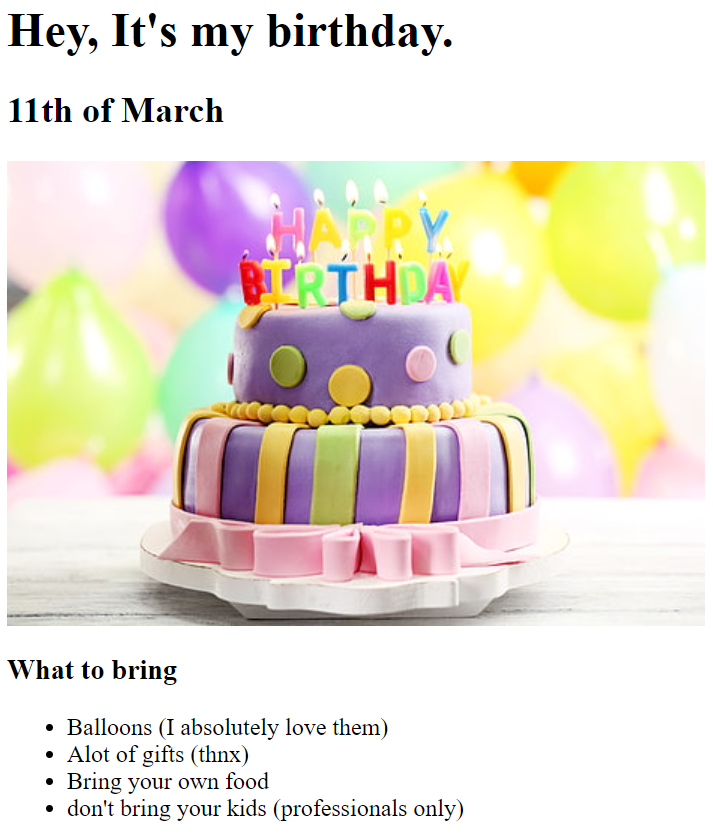 Hey, It's my birthday.
11th of March
HAPPY
BIRTHDAY
What to bring
Balloons (I absolutely love them)
Alot of gifts (thnx)
Bring your own food
don't bring your kids (professionals only)